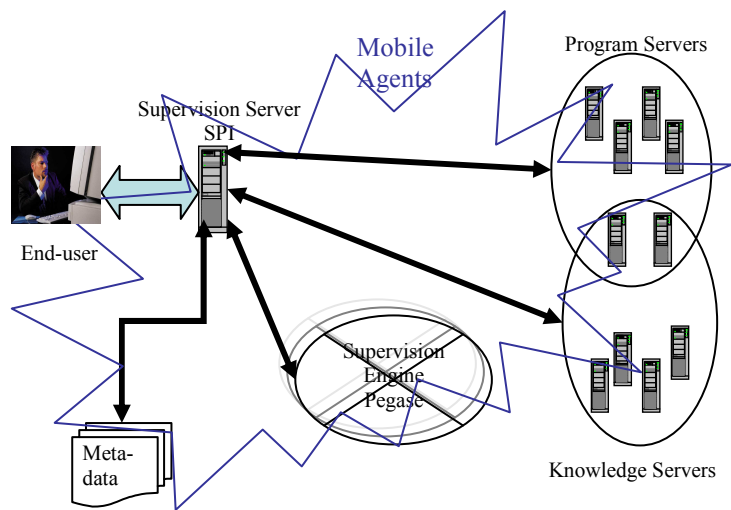 Mobile
Agents
Program Servers
Supervision Server
SPI
End-user
Supervision
Engine
Pegase
Meta-
data
Knowledge Servers